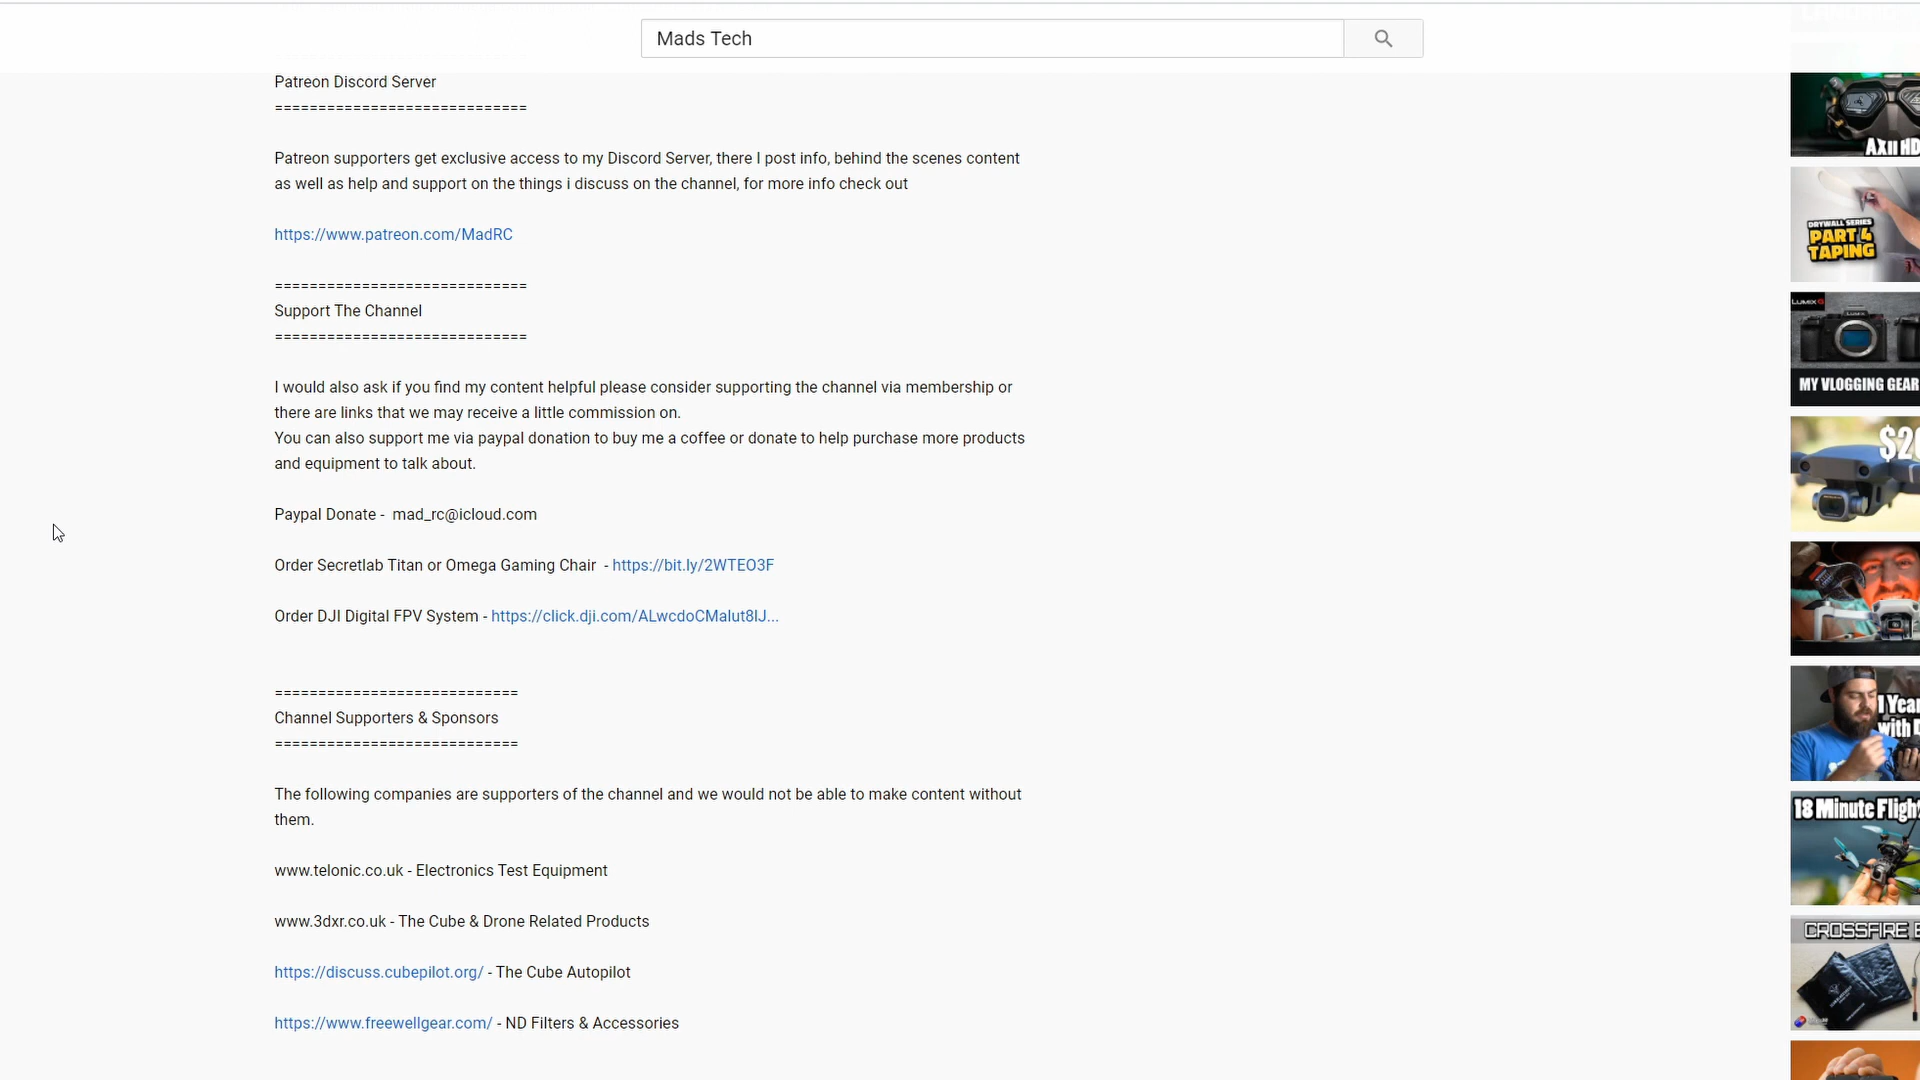 Mads Tech
Patreon Discord Server
=============================
Patreon supporters get exclusive access to my Discord Server, there I post info, behind the scenes content
as well as help and support on the things i discuss on the channel, for more info check out
https://www.patreon.com/MadRC
=============================
Support The Channel
=============================
I would also ask if you find my content helpful please consider supporting the channel via membership or
there are links that we may receive a little commission on.
You can also support me via paypal donation to buy me a coffee or donate to help purchase more products
and equipment to talk about.
Paypal Donate -  mad_rc@icloud.com
Order Secretlab Titan or Omega Gaming Chair  - https://bit.ly/2WTEO3F
Order DJI Digital FPV System - https://click.dji.com/ALwcdoCMalut8IJ...
============================
Channel Supporters & Sponsors
============================
The following companies are supporters of the channel and we would not be able to make content without
them.
www.telonic.co.uk - Electronics Test Equipment
www.3dxr.co.uk - The Cube & Drone Related Products
https://discuss.cubepilot.org/ - The Cube Autopilot
https://www.freewellgear.com/ - ND Filters & Accessories
AXII HD
DRYWALL SERIES
PART 4
TAPING
LUMIX G
MY VLOGGING GEAR
$20
1 Year
with
18 Minute Flight
CROSSFIRE